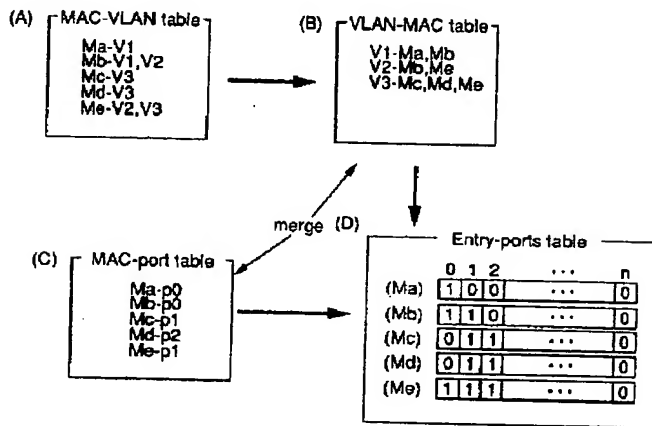 (A) MAC-VLAN table
Ma-V1
Mb-V1,V2
Mc-V3
Md-V3
Me-V2,V3
(B) VLAN-MAC table
V1-Ma,Mb
V2-Mb,Me
V3-Mc,Md,Me
merge
(C) MAC-port table
Ma-p0
Mb-p0
Mc-p1
Md-p2
Me-p1
(D) Entry-ports table
0 1 2 ... n
(Ma) 1 0 0 ... 0
(Mb) 1 1 0 ... 0
(Mc) 0 1 1 ... 0
(Md) 0 1 1 ... 0
(Me) 1 1 1 ... 0